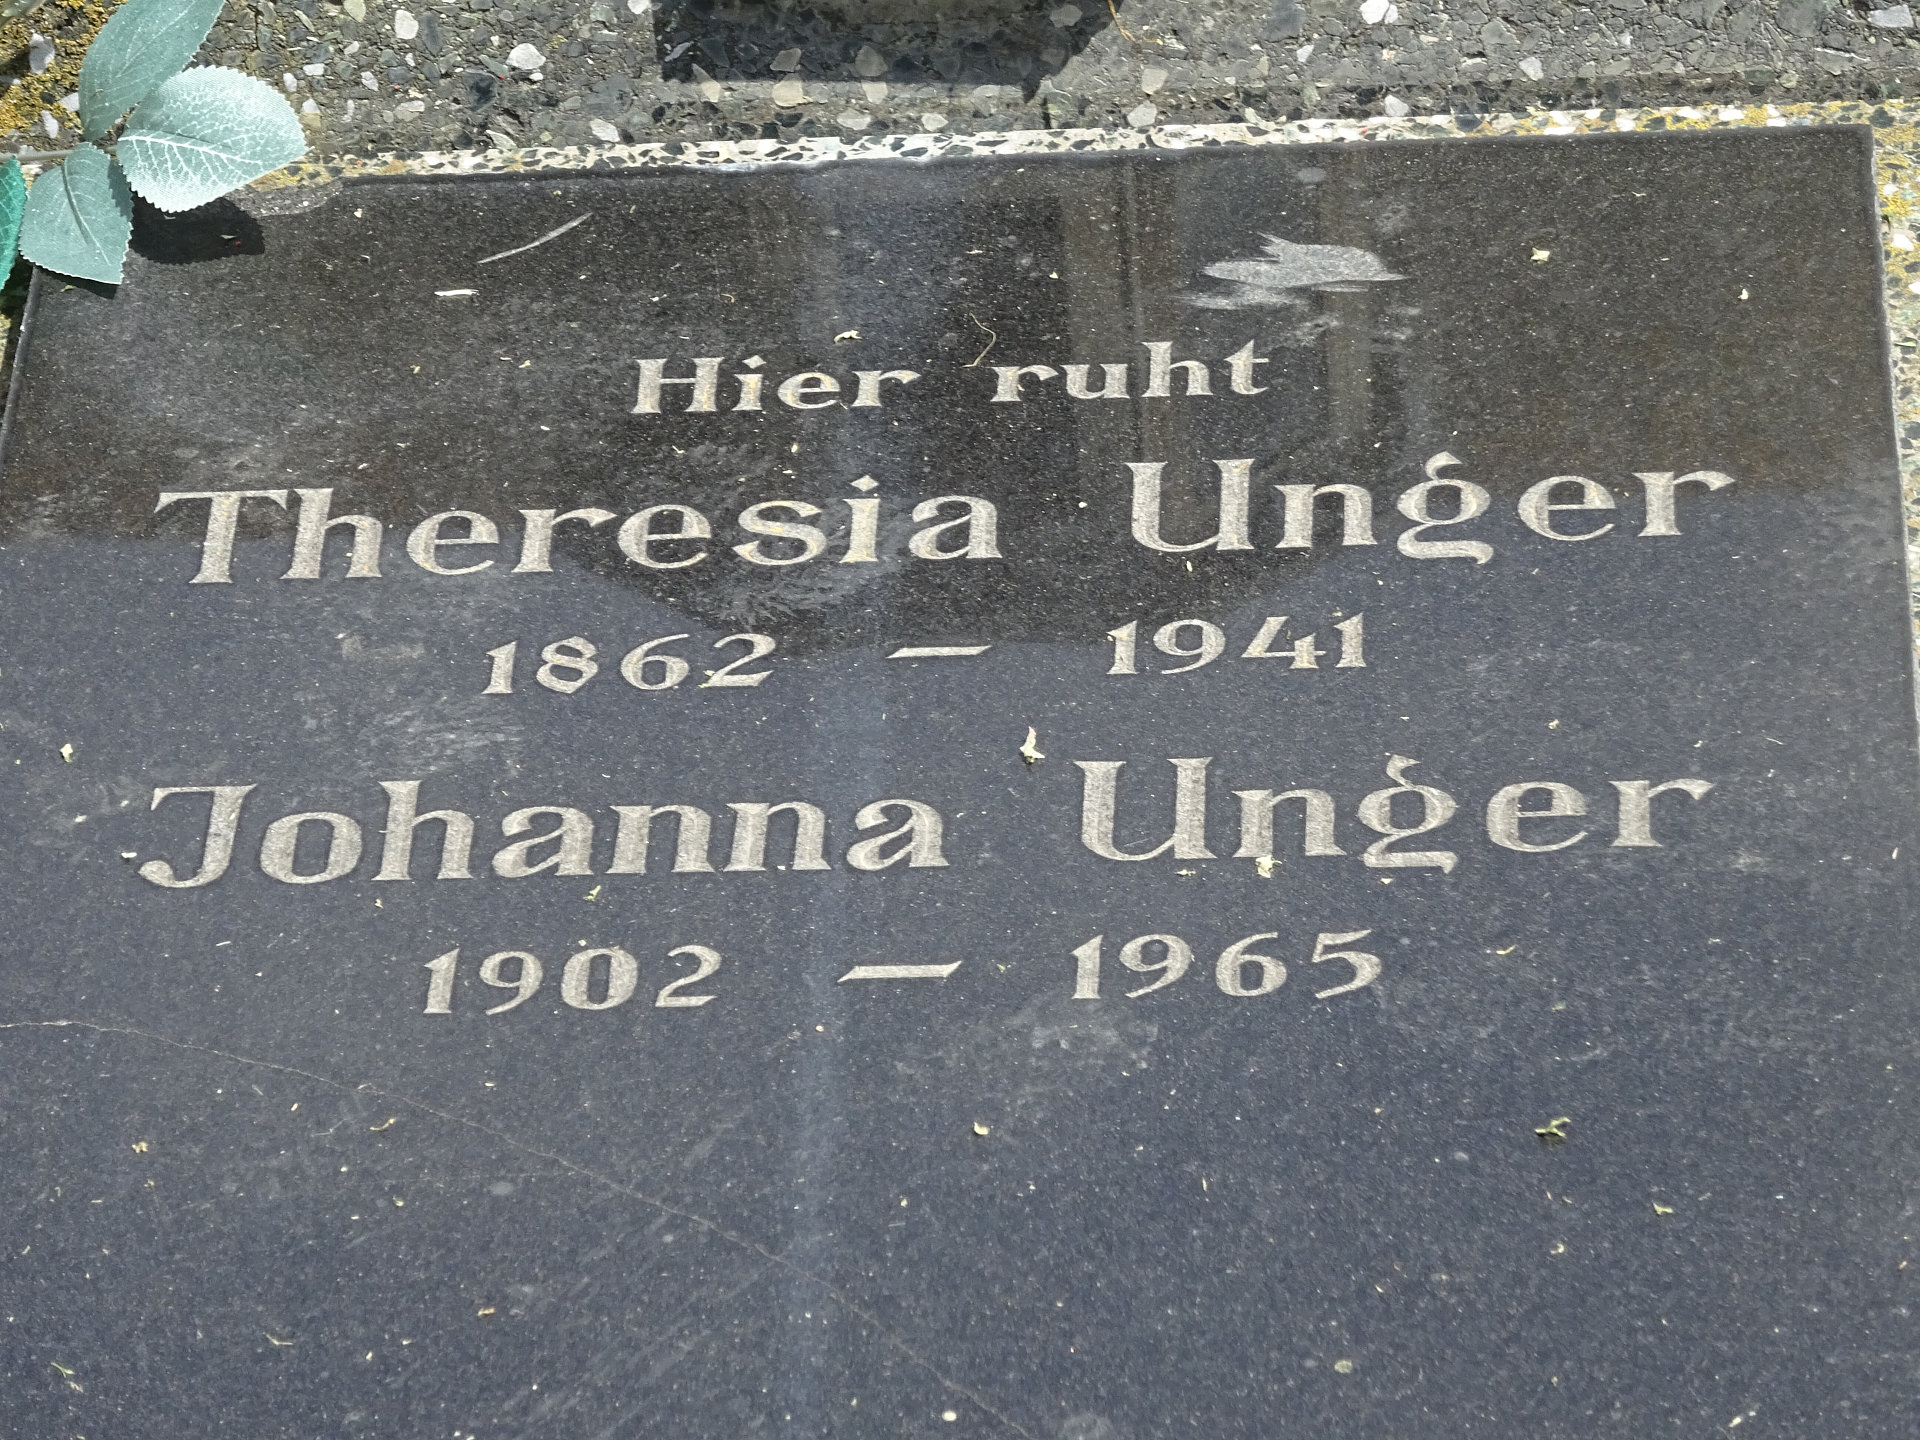 Hier ruht
Theresia Unger
1862 – 1941
Johanna Unger
1902 – 1965